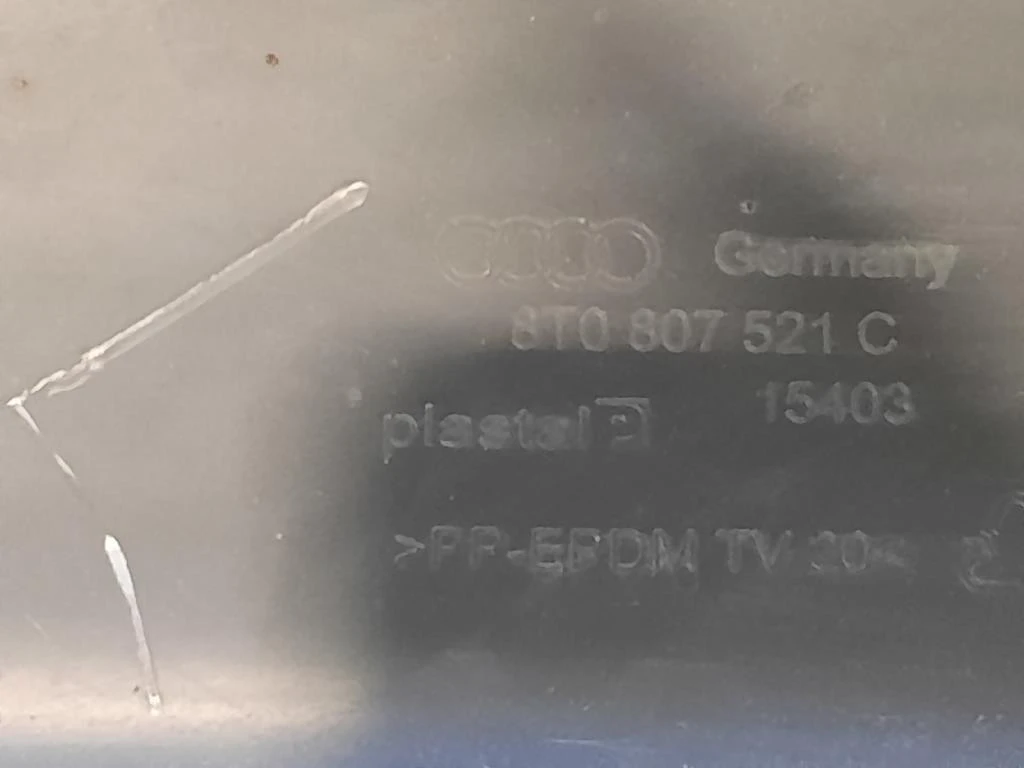 Germany
8T0 807 521 C
15403
plastal
>PP-EPDM TV 20<